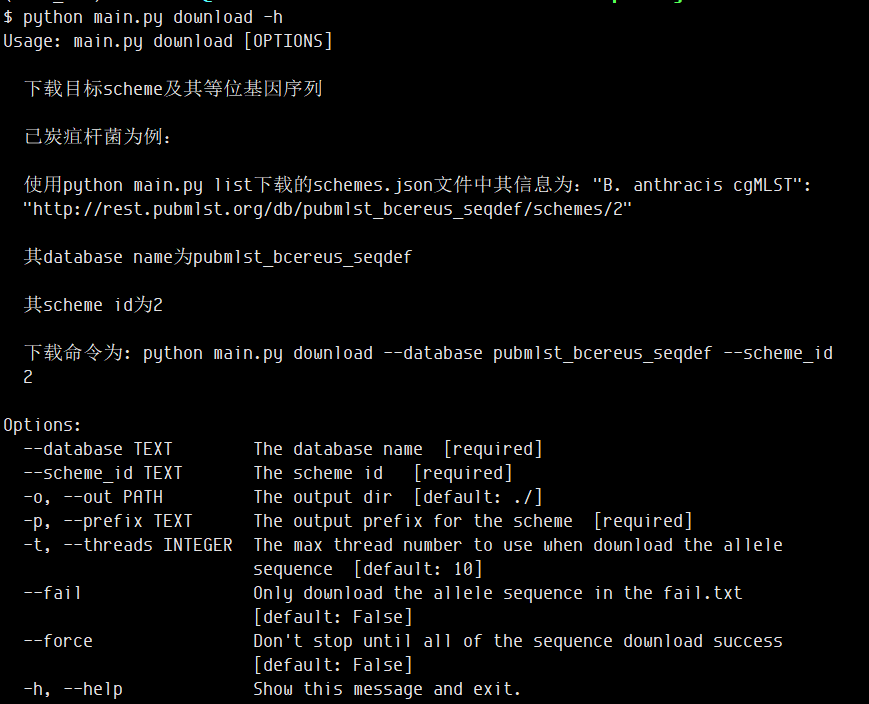 $ python main.py download -h
Usage: main.py download [OPTIONS]
下载目标scheme及其等位基因序列
已炭疽杆菌为例：
使用python main.py list下载的schemes.json文件中其信息为："B. anthracis cgMLST":
"http://rest.pubmlst.org/db/pubmlst_bcereus_seqdef/schemes/2"
其database name为pubmlst_bcereus_seqdef
其scheme id为2
下载命令为：python main.py download --database pubmlst_bcereus_seqdef --scheme_id
2
Options:
--database TEXT The database name [required]
--scheme_id TEXT The scheme id [required]
-o, --out PATH The output dir [default: ./]
-p, --prefix TEXT The output prefix for the scheme [required]
-t, --threads INTEGER The max thread number to use when download the allele
sequence [default: 10]
--fail Only download the allele sequence in the fail.txt
[default: False]
--force Don't stop until all of the sequence download success
[default: False]
-h, --help Show this message and exit.